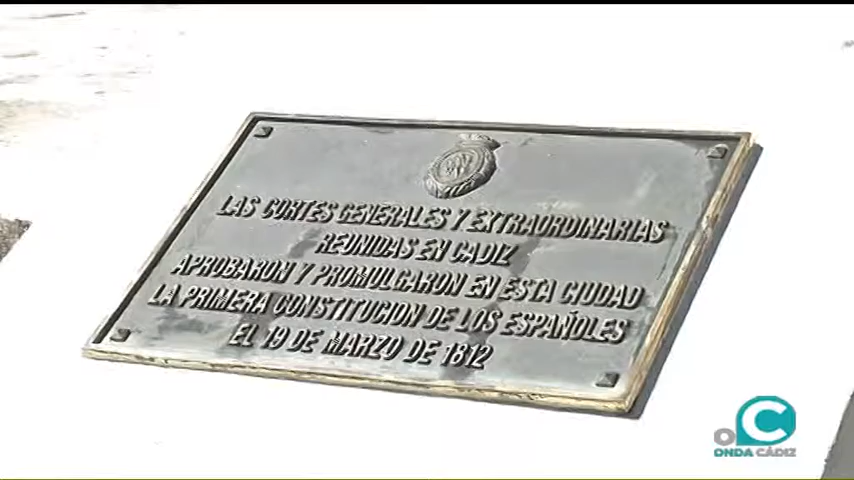 LAS CORTES GENERALES Y EXTRAORDINARIAS
REUNIDAS EN CADIZ
APROBARON Y PROMULGARON EN ESTA CIUDAD
LA PRIMERA CONSTITUCION DE LOS ESPAÑOLES
EL 19 DE MARZO DE 1812
OC
ONDA CÁDIZ